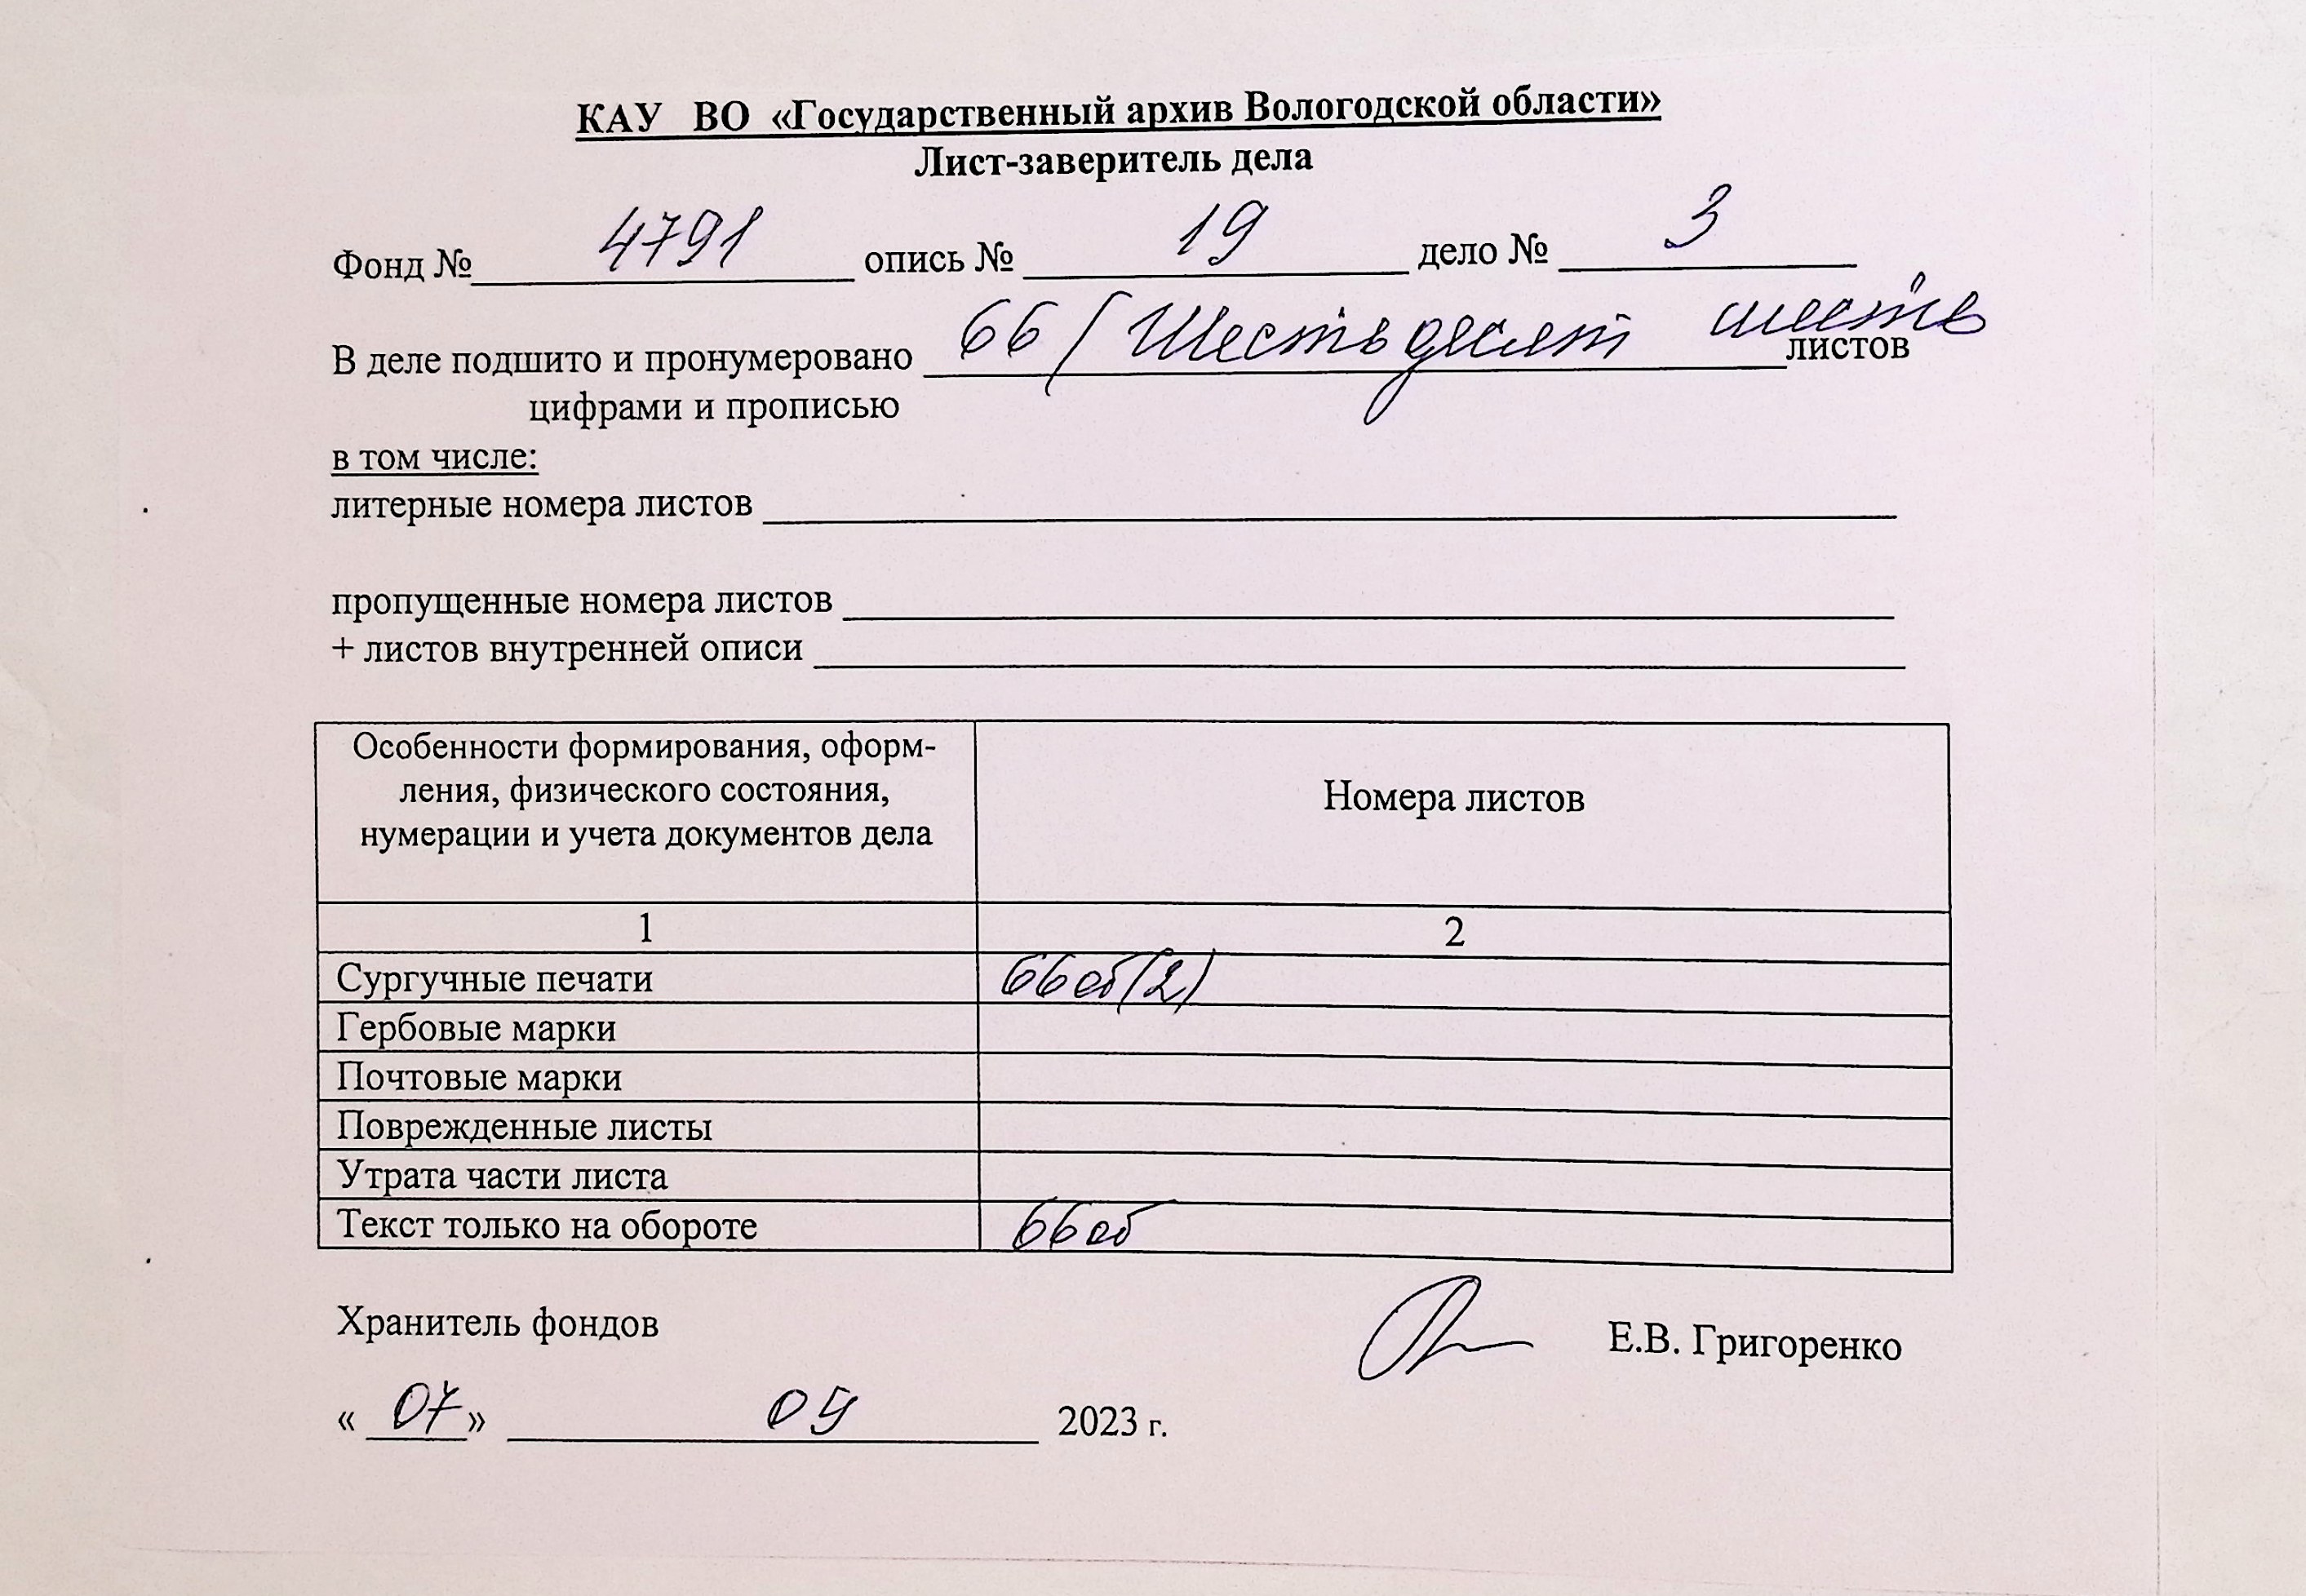 КАУ ВО «Государственный архив Вологодской области»
Лист-заверитель дела
Фонд № 4791 опись № 19 дело № 3
В деле подшито и пронумеровано 66 / Шестьдесят шесть листов
цифрами и прописью
в том числе:
литерные номера листов
пропущенные номера листов
+ листов внутренней описи
Особенности формирования, оформ-
ления, физического состояния,
нумерации и учета документов дела
Номера листов
1 2
Сургучные печати 66об(2)
Гербовые марки
Почтовые марки
Поврежденные листы
Утрата части листа
Текст только на обороте 66об
Хранитель фондов Е.В. Григоренко
« 07 » 09 2023 г.